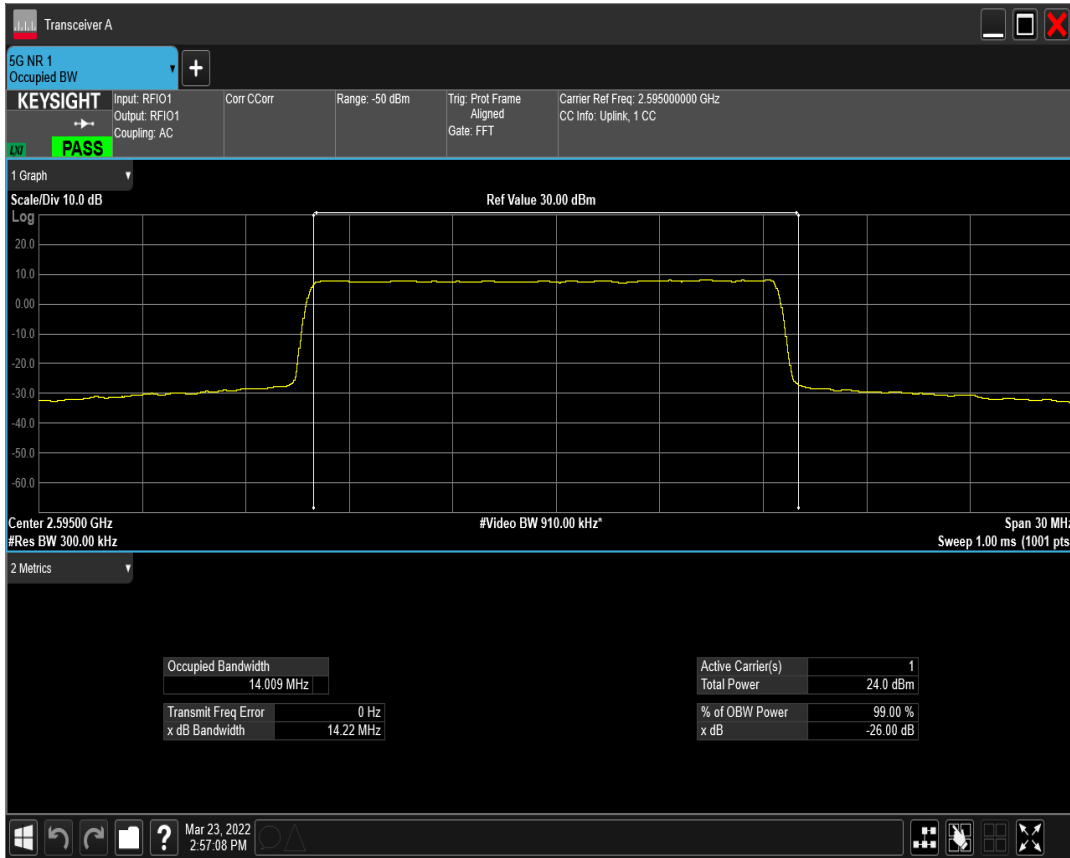 Transceiver A
5G NR 1
Occupied BW
KEYSIGHT
LXI
PASS
Input: RFIO1
Output: RFIO1
Coupling: AC
Corr CCorr
Range: -50 dBm
Trig: Prot Frame
Aligned
Gate: FFT
Carrier Ref Freq: 2.595000000 GHz
CC Info: Uplink, 1 CC
1 Graph
Scale/Div 10.0 dB
Ref Value 30.00 dBm
Log
20.0
10.0
0.00
-10.0
-20.0
-30.0
-40.0
-50.0
-60.0
Center 2.59500 GHz
#Video BW 910.00 kHz*
Span 30 MHz
#Res BW 300.00 kHz
Sweep 1.00 ms (1001 pts
2 Metrics
Occupied Bandwidth
14.009 MHz
Transmit Freq Error 0 Hz
x dB Bandwidth 14.22 MHz
Active Carrier(s) 1
Total Power 24.0 dBm
% of OBW Power 99.00 %
x dB -26.00 dB
Mar 23, 2022
2:57:08 PM